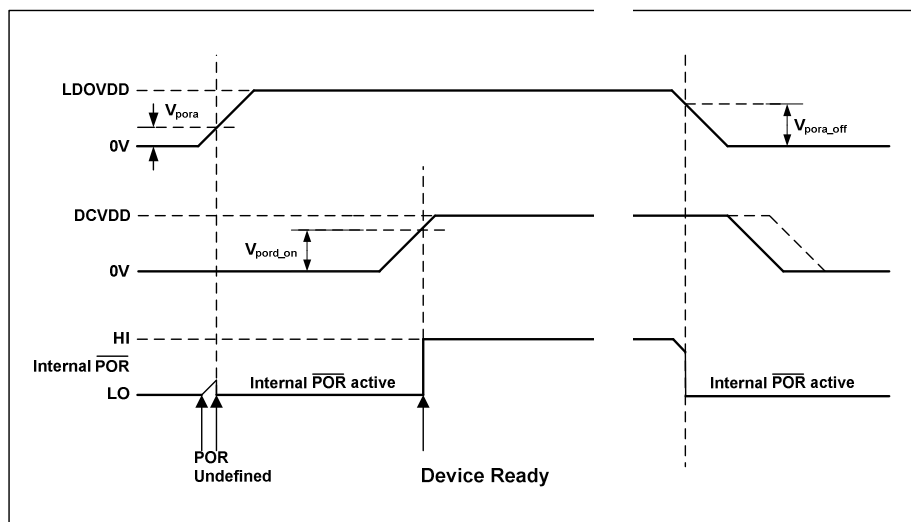 LDOVDD
Vpora
0V
Vpora_off
DCVDD
Vpord_on
0V
HI
Internal POR
LO
Internal POR active
Internal POR active
POR
Undefined
Device Ready